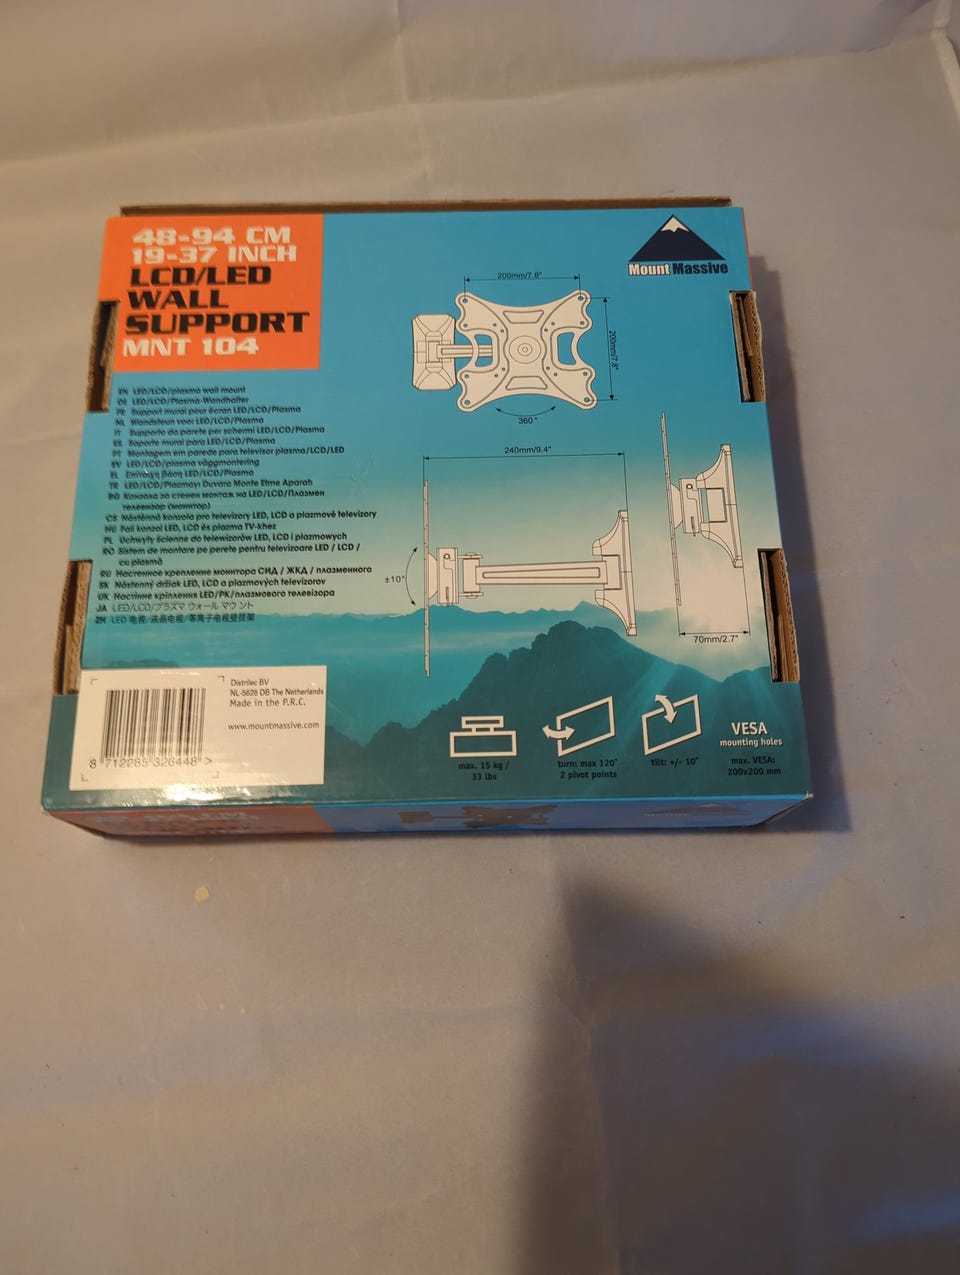 48-94 CM
19-37 INCH
LCD/LED
WALL
SUPPORT
MNT 104
Mount Massive
200mm/7.8"
200mm/7.8"
360°
240mm/9.4"
±10°
70mm/2.7"
EN LED/LCD/plasma wall mount
DE LED/LCD/Plasma-Wandhalter
FR Support mural pour écran LED/LCD/Plasma
NL Wandsteun voor LED/LCD/Plasma
IT Supporto da parete per schermi LED/LCD/Plasma
ES Soporte mural para LED/LCD/Plasma
PT Montagem em parede para televisor plasma/LCD/LED
SV LED/LCD/plasma väggmontering
EL Επιτοίχια βάση LED/LCD/Plasma
TR LED/LCD/Plazmayı Duvara Monte Etme Aparatı
BG Конзола за стенен монтаж на LED/LCD/Плазмен
телевизор (монитор)
CS Nástěnná konzola pro televizory LED, LCD a plazmové televizory
HU Fali konzol LED, LCD és plazma TV-khez
PL Uchwyty ścienne do telewizorów LED, LCD i plazmowych
RO Sistem de montare pe perete pentru televizoare LED / LCD /
cu plasmă
RU Настенное крепление монитора СИД / ЖКД / плазменного
SK Nástenný držiak LED, LCD a plazmových televízorov
UK Настінне кріплення LED/РК/плазмового телевізора
JA LED/LCD/プラズマ ウォール マウント
ZH LED 电视/液晶电视/等离子电视壁挂架
8 712285 326448 >
Distrilec BV
NL-5628 DB The Netherlands
Made in the P.R.C.
www.mountmassive.com
max. 15 kg /
33 lbs
turn: max 120°
2 pivot points
tilt: +/- 10°
VESA
mounting holes
max. VESA:
200x200 mm